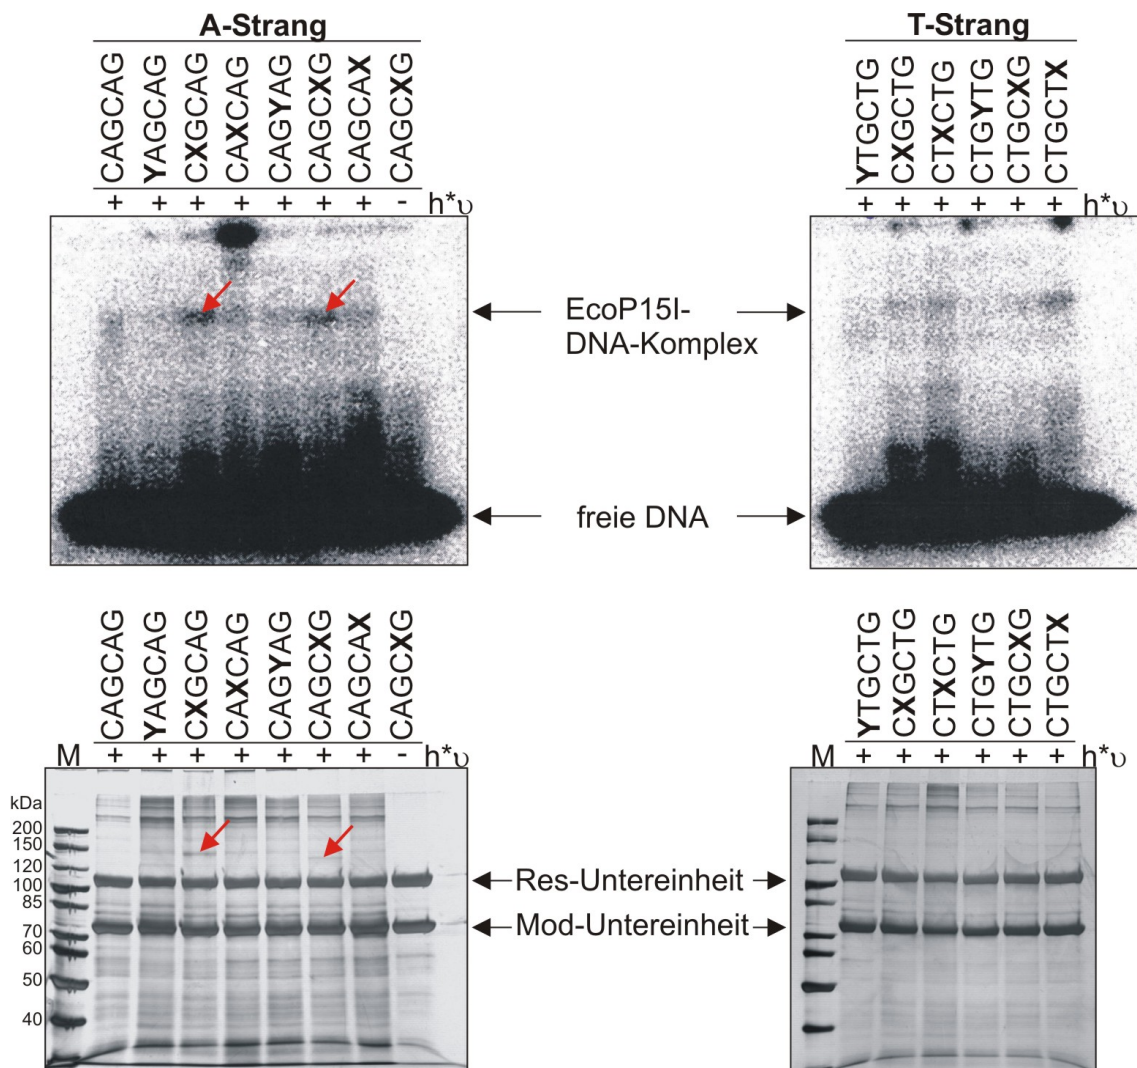 A-Strang
T-Strang
CAGCAG YAGCAG CXGCAG CAXCAG CAGYAG CAGCXG CAGCAX CAGCXG
YTGCTG CXGCTG CTXCTG CTGYTG CTGCXG CTGCTX
+ + + + + + + - h*υ
+ + + + + + h*υ
EcoP15I-
DNA-Komplex
freie DNA
CAGCAG YAGCAG CXGCAG CAXCAG CAGYAG CAGCXG CAGCAX CAGCXG
YTGCTG CXGCTG CTXCTG CTGYTG CTGCXG CTGCTX
M + + + + + + + - h*υ
M + + + + + + h*υ
kDa
200
150
120
100
85
70
60
50
40
Res-Untereinheit
Mod-Untereinheit